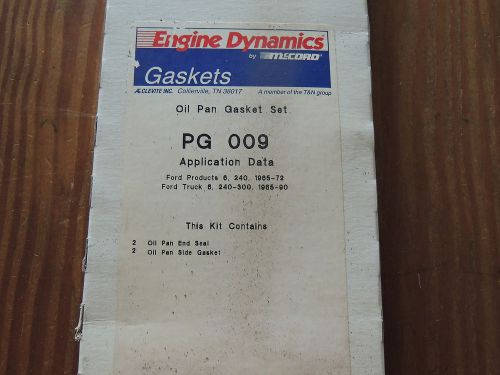 Engine Dynamics
by McCORD®
Gaskets
AE CLEVITE INC. Collierville, TN 38017 A member of the T&N group
Oil Pan Gasket Set
PG 009
Application Data
Ford Products 6, 240, 1965-72
Ford Truck 6, 240-300, 1965-90
This Kit Contains
2 Oil Pan End Seal
2 Oil Pan Side Gasket